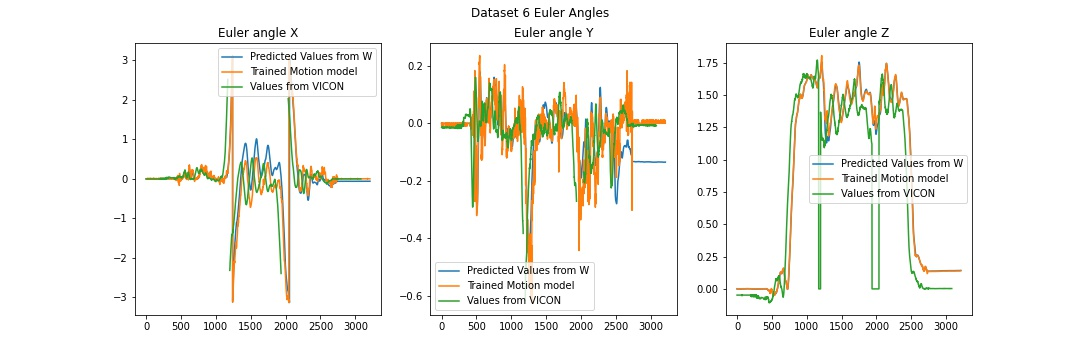 Dataset 6 Euler Angles
Euler angle X
Predicted Values from W
Trained Motion model
Values from VICON
3
2
1
0
−1
−2
−3
0 500 1000 1500 2000 2500 3000
Euler angle Y
0.2
0.0
−0.2
−0.4
−0.6
Predicted Values from W
Trained Motion model
Values from VICON
0 500 1000 1500 2000 2500 3000
Euler angle Z
1.75
1.50
1.25
1.00
0.75
0.50
0.25
0.00
Predicted Values from W
Trained Motion model
Values from VICON
0 500 1000 1500 2000 2500 3000